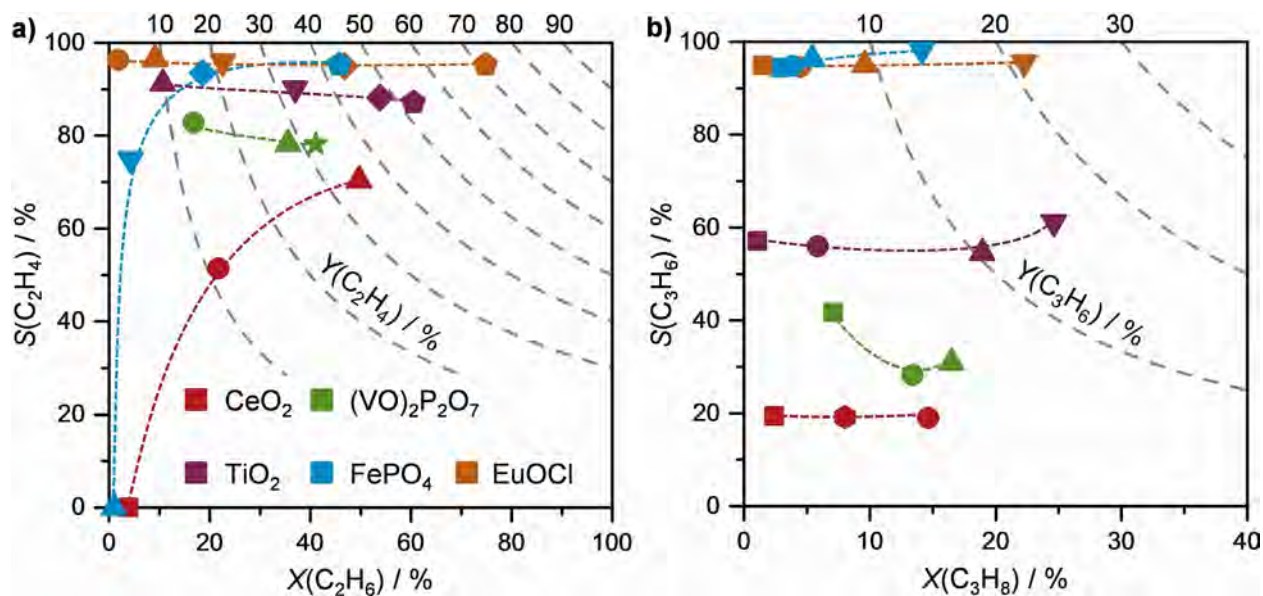 a)
10 20 30 40 50 60 70 80 90
S(C₂H₄) / %
100
80
60
40
20
0
Y(C₂H₄) / %
CeO₂ (VO)₂P₂O₇
TiO₂ FePO₄ EuOCl
0 20 40 60 80 100
X(C₂H₆) / %
b)
10 20 30
S(C₃H₆) / %
100
80
60
40
20
0
Y(C₃H₆) / %
0 10 20 30 40
X(C₃H₈) / %